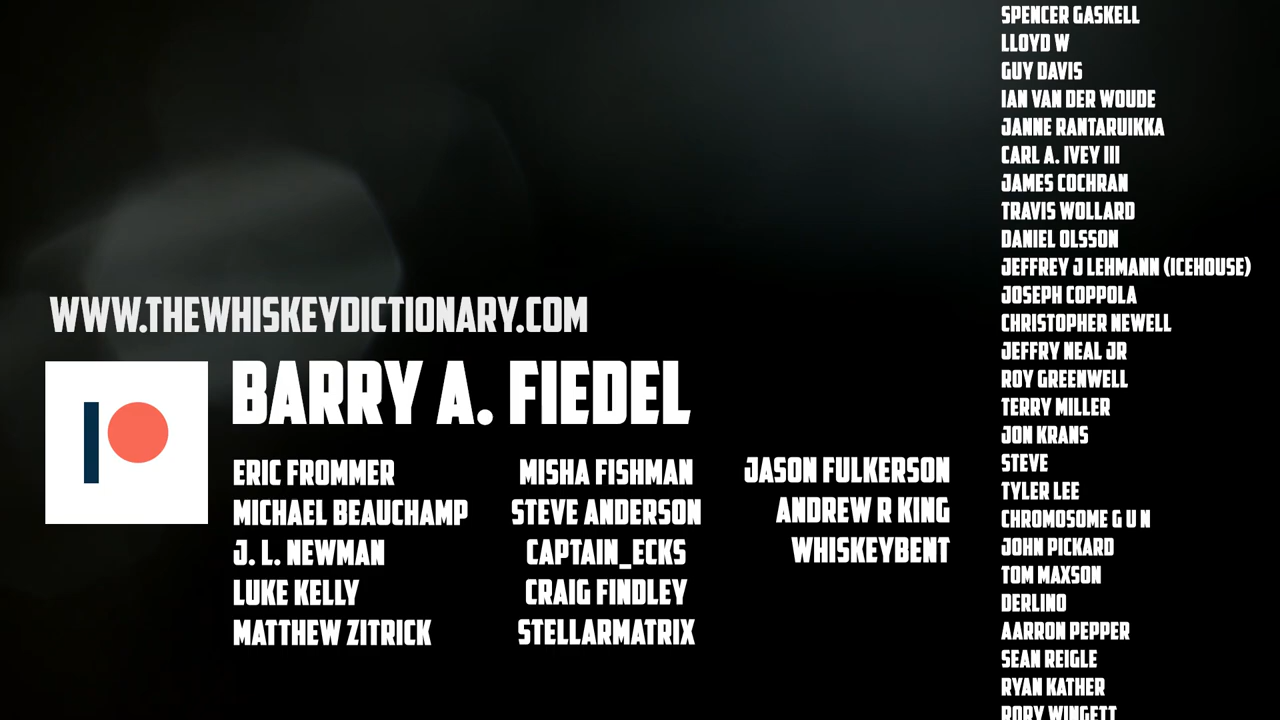 WWW.THEWHISKEYDICTIONARY.COM
BARRY A. FIEDEL
ERIC FROMMER
MICHAEL BEAUCHAMP
J. L. NEWMAN
LUKE KELLY
MATTHEW ZITRICK
MISHA FISHMAN
STEVE ANDERSON
CAPTAIN_ECKS
CRAIG FINDLEY
STELLARMATRIX
JASON FULKERSON
ANDREW R KING
WHISKEYBENT
SPENCER GASKELL
LLOYD W
GUY DAVIS
IAN VAN DER WOUDE
JANNE RANTARUIKKA
CARL A. IVEY III
JAMES COCHRAN
TRAVIS WOLLARD
DANIEL OLSSON
JEFFREY J LEHMANN (ICEHOUSE)
JOSEPH COPPOLA
CHRISTOPHER NEWELL
JEFFRY NEAL JR
ROY GREENWELL
TERRY MILLER
JON KRANS
STEVE
TYLER LEE
CHROMOSOME G U N
JOHN PICKARD
TOM MAXSON
DERLINO
AARRON PEPPER
SEAN REIGLE
RYAN KATHER
RORY WINGETT